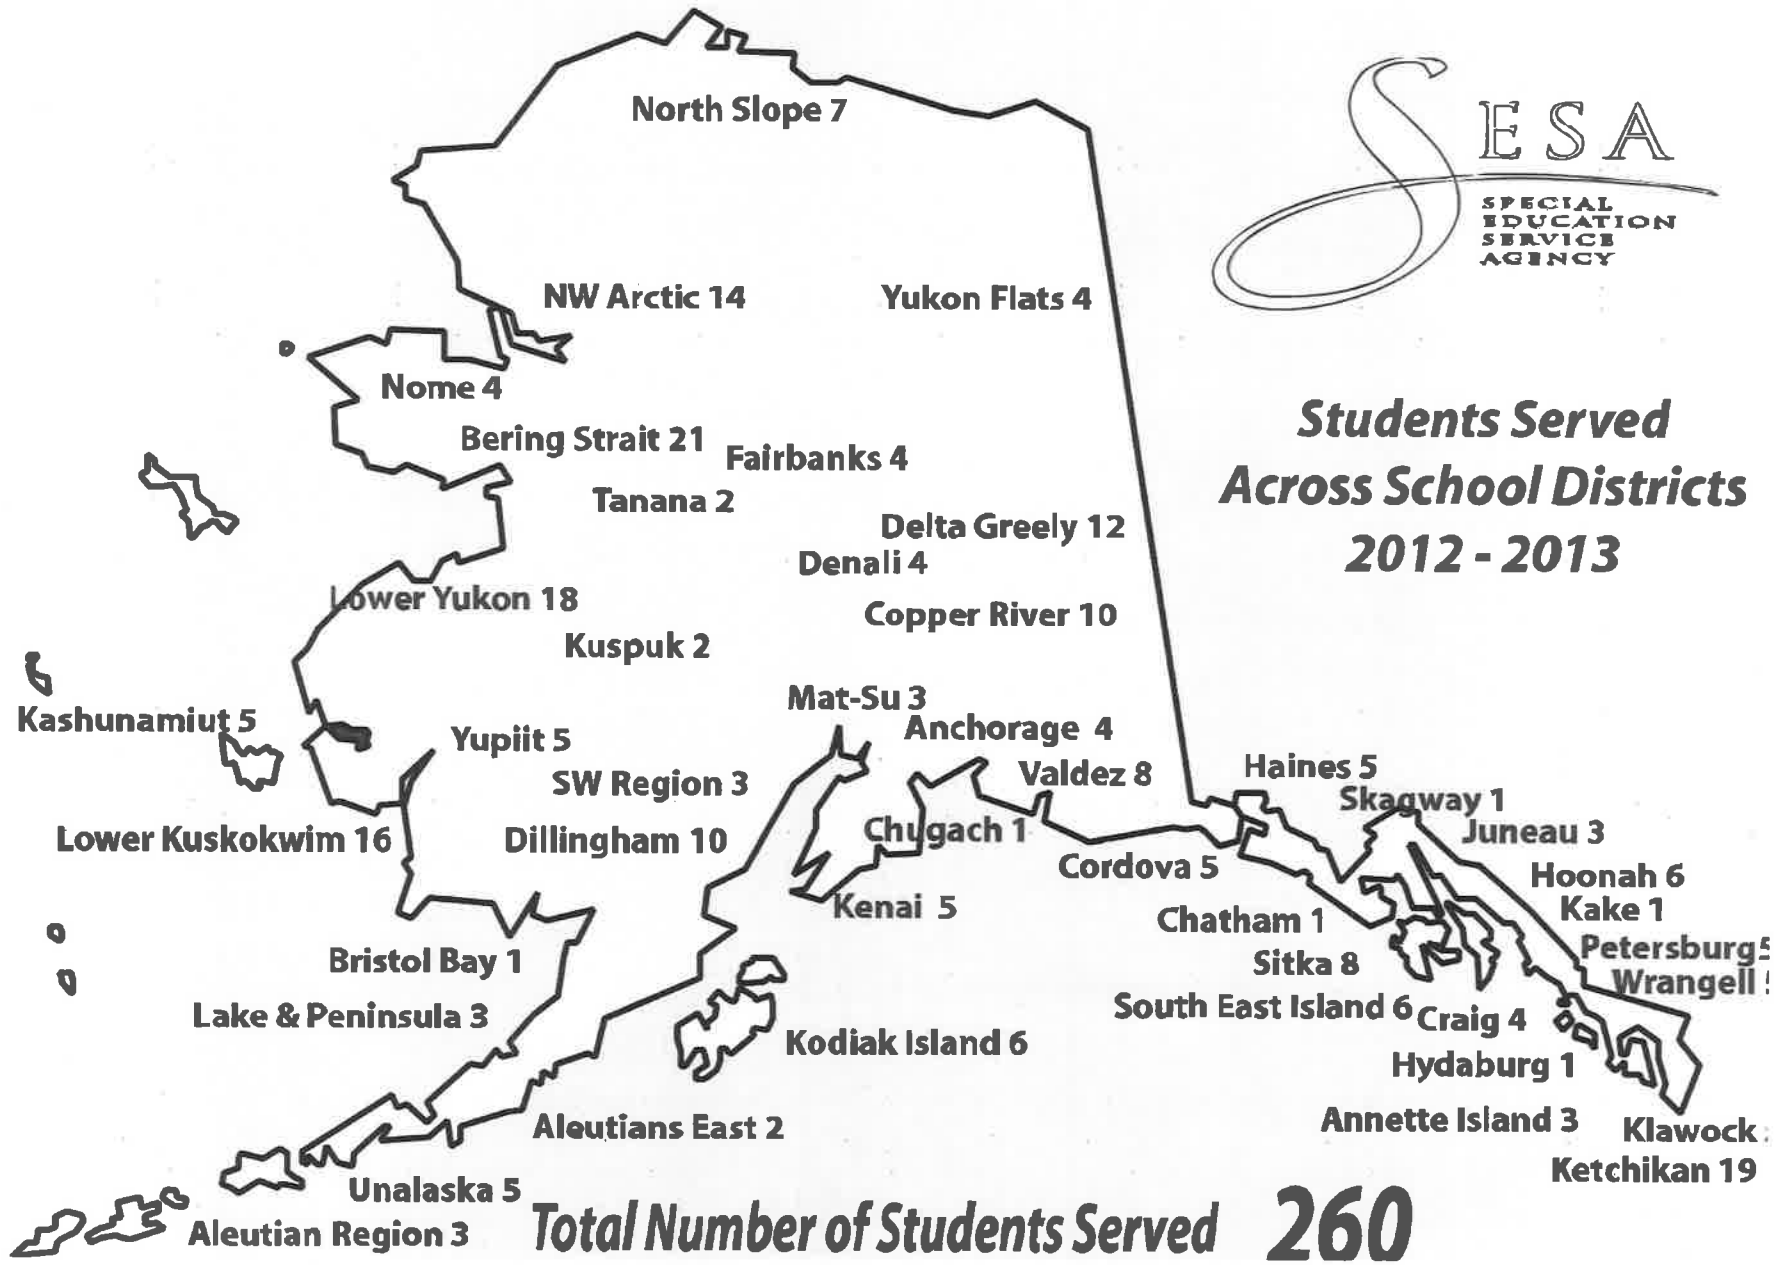 North Slope 7
SESA
SPECIAL
EDUCATION
SERVICE
AGENCY
NW Arctic 14
Yukon Flats 4
Nome 4
Students Served
Across School Districts
2012 - 2013
Bering Strait 21
Fairbanks 4
Tanana 2
Delta Greely 12
Denali 4
Lower Yukon 18
Copper River 10
Kuspuk 2
Mat-Su 3
Kashunamiut 5
Anchorage 4
Yupiit 5
Valdez 8
Haines 5
SW Region 3
Skagway 1
Lower Kuskokwim 16
Dillingham 10
Chugach 1
Juneau 3
Cordova 5
Hoonah 6
Kenai 5
Kake 1
Chatham 1
Petersburg 5
Bristol Bay 1
Sitka 8
Wrangell
Lake & Peninsula 3
South East Island 6
Craig 4
Kodiak Island 6
Hydaburg 1
Aleutians East 2
Annette Island 3
Klawock
Ketchikan 19
Unalaska 5
Aleutian Region 3
Total Number of Students Served 260